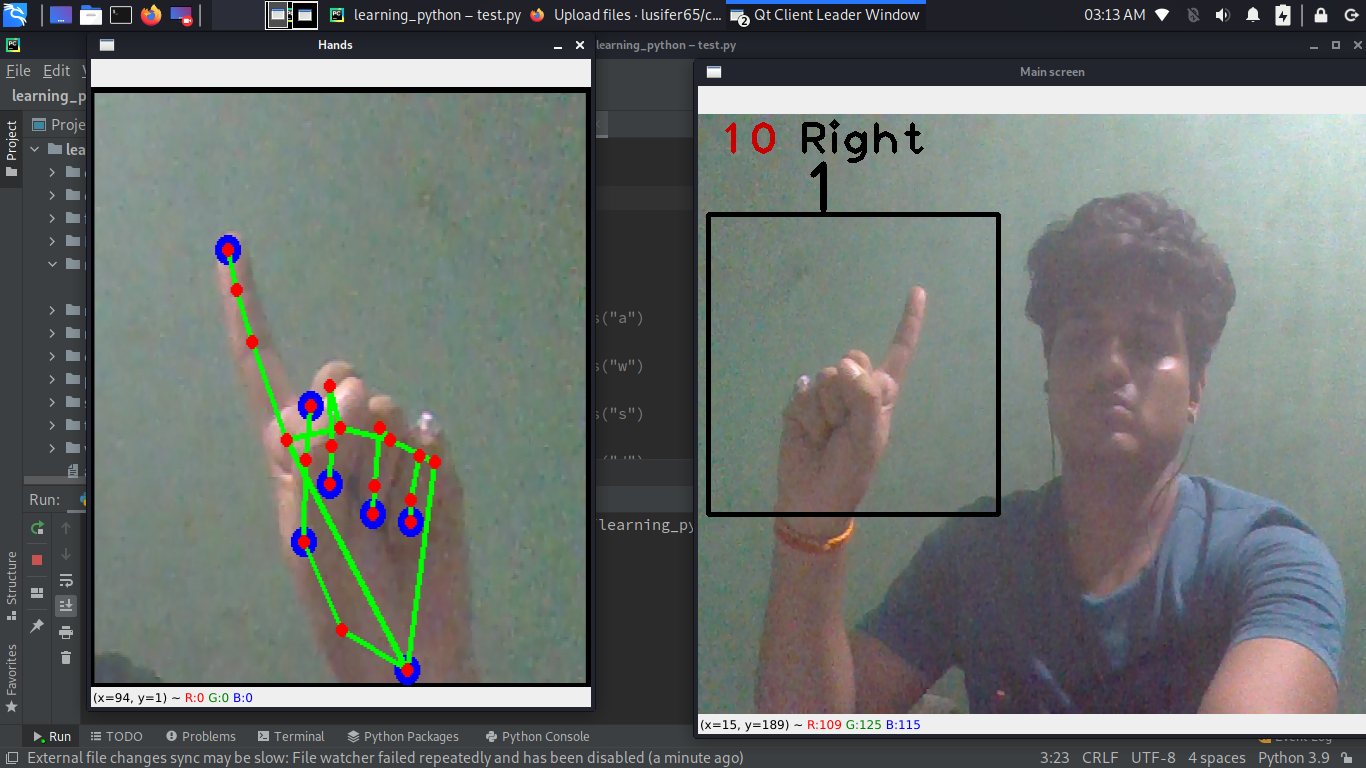 learning_python – test.py
Upload files · lusifer65/c...
2
Qt Client Leader Window
03:13 AM
Hands
learning_python – test.py
File Edit
learning_p
Main screen
Project
Proje
lea
10 Right
1
s("a")
s("w")
s("s")
Run:
learning_py
Structure
Favorites
(x=94, y=1) ~ R:0 G:0 B:0
(x=15, y=189) ~ R:109 G:125 B:115
Run
TODO
Problems
Terminal
Python Packages
Python Console
Event Log
External file changes sync may be slow: File watcher failed repeatedly and has been disabled (a minute ago)
3:23 CRLF UTF-8 4 spaces Python 3.9